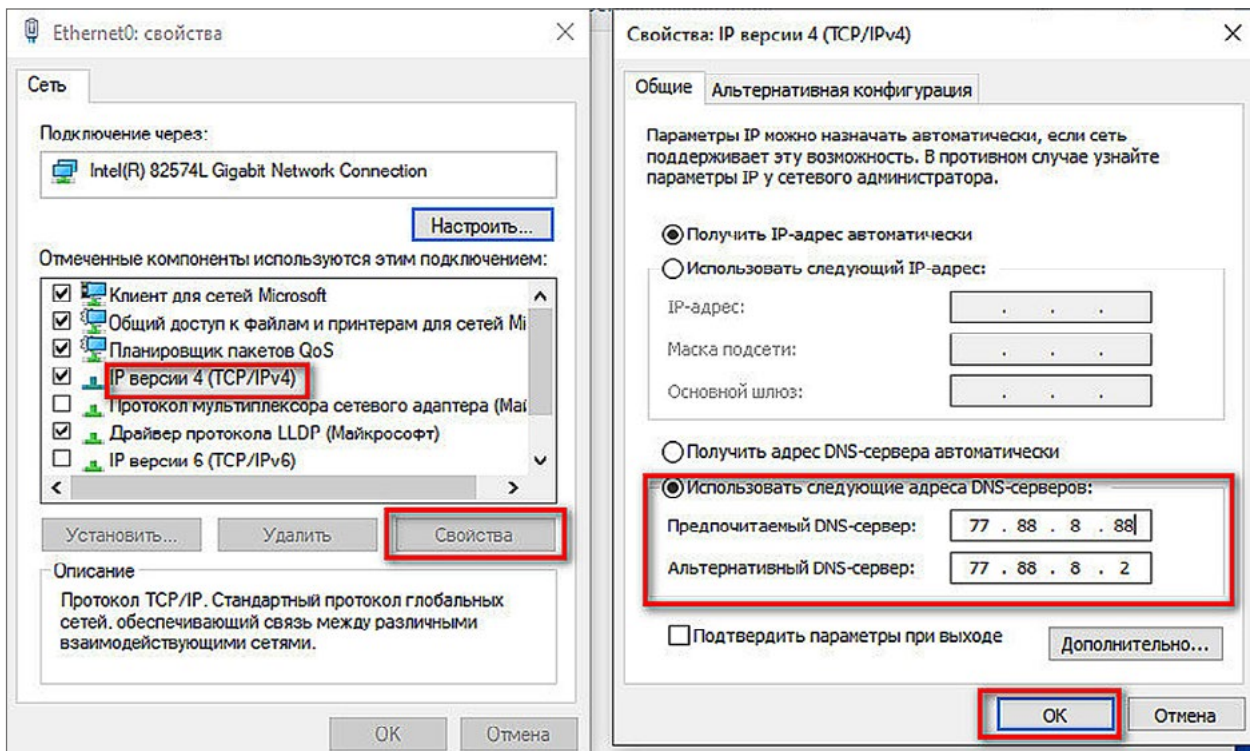 Ethernet0: свойства
Сеть
Подключение через:
Intel(R) 82574L Gigabit Network Connection
Настроить...
Отмеченные компоненты используются этим подключением:
Клиент для сетей Microsoft
Общий доступ к файлам и принтерам для сетей Mi
Планировщик пакетов QoS
IP версии 4 (TCP/IPv4)
Протокол мультиплексора сетевого адаптера (Май
Драйвер протокола LLDP (Майкрософт)
IP версии 6 (TCP/IPv6)
Установить...
Удалить
Свойства
Описание
Протокол TCP/IP. Стандартный протокол глобальных
сетей, обеспечивающий связь между различными
взаимодействующими сетями.
OK
Отмена
Свойства: IP версии 4 (TCP/IPv4)
Общие
Альтернативная конфигурация
Параметры IP можно назначать автоматически, если сеть
поддерживает эту возможность. В противном случае узнайте
параметры IP у сетевого администратора.
Получить IP-адрес автоматически
Использовать следующий IP-адрес:
IP-адрес:
Маска подсети:
Основной шлюз:
Получить адрес DNS-сервера автоматически
Использовать следующие адреса DNS-серверов:
Предпочитаемый DNS-сервер: 77 . 88 . 8 . 88
Альтернативный DNS-сервер: 77 . 88 . 8 . 2
Подтвердить параметры при выходе
Дополнительно...
OK
Отмена